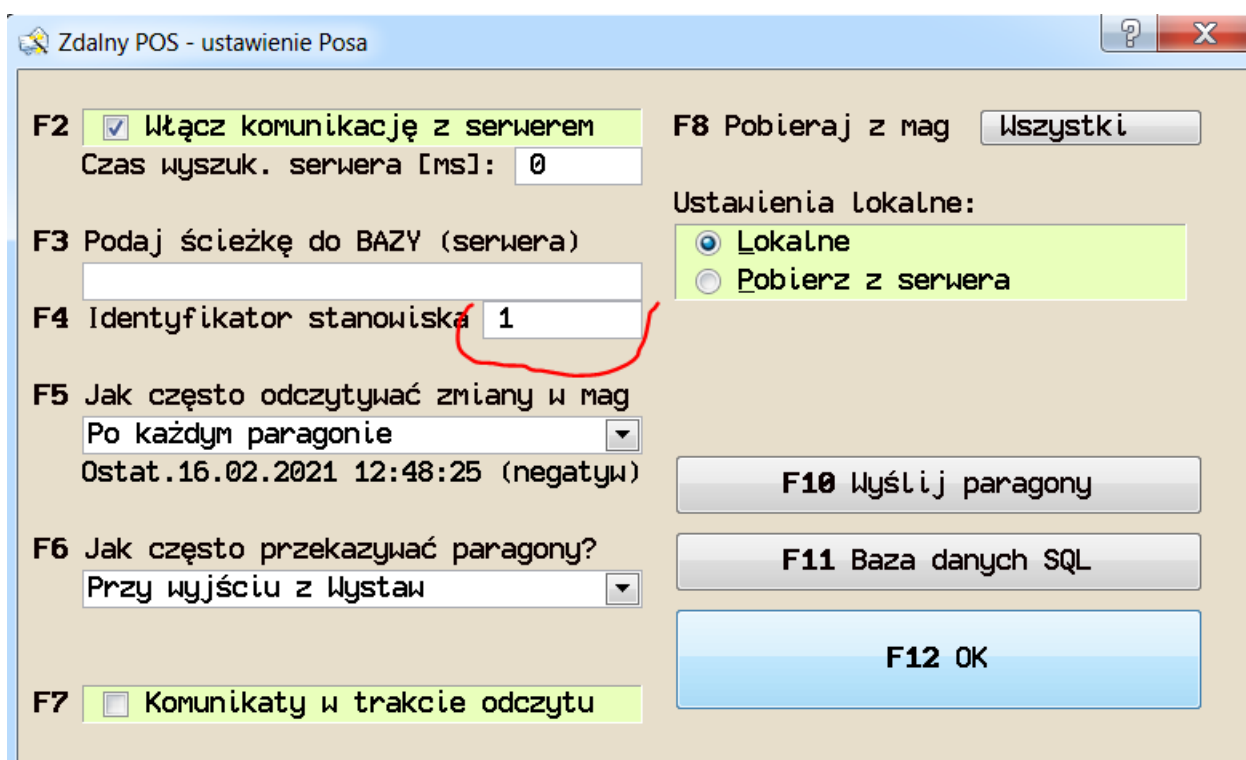 Zdalny POS - ustawienie Posa
F2 Włącz komunikację z serwerem
Czas wyszuk. serwera [ms]: 0
F3 Podaj ścieżkę do BAZY (serwera)
F4 Identyfikator stanowiska 1
F5 Jak często odczytywać zmiany w mag
Po każdym paragonie
Ostat.16.02.2021 12:48:25 (negatyw)
F6 Jak często przekazywać paragony?
Przy wyjściu z Wystaw
F7 Komunikaty w trakcie odczytu
F8 Pobieraj z mag Wszystki
Ustawienia lokalne:
Lokalne
Pobierz z serwera
F10 Wyślij paragony
F11 Baza danych SQL
F12 OK